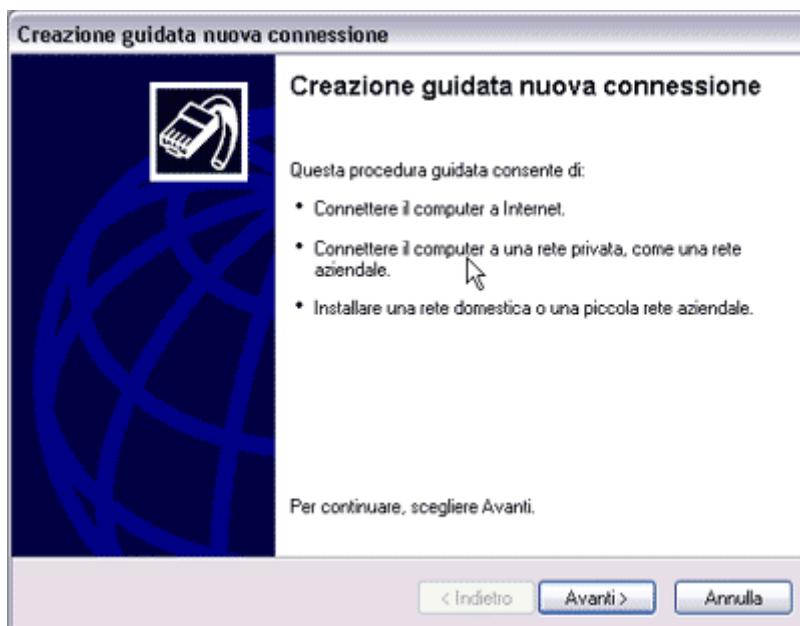 Creazione guidata nuova connessione
Creazione guidata nuova connessione
Questa procedura guidata consente di:
• Connettere il computer a Internet.
• Connettere il computer a una rete privata, come una rete
aziendale.
• Installare una rete domestica o una piccola rete aziendale.
Per continuare, scegliere Avanti.
< Indietro
Avanti >
Annulla